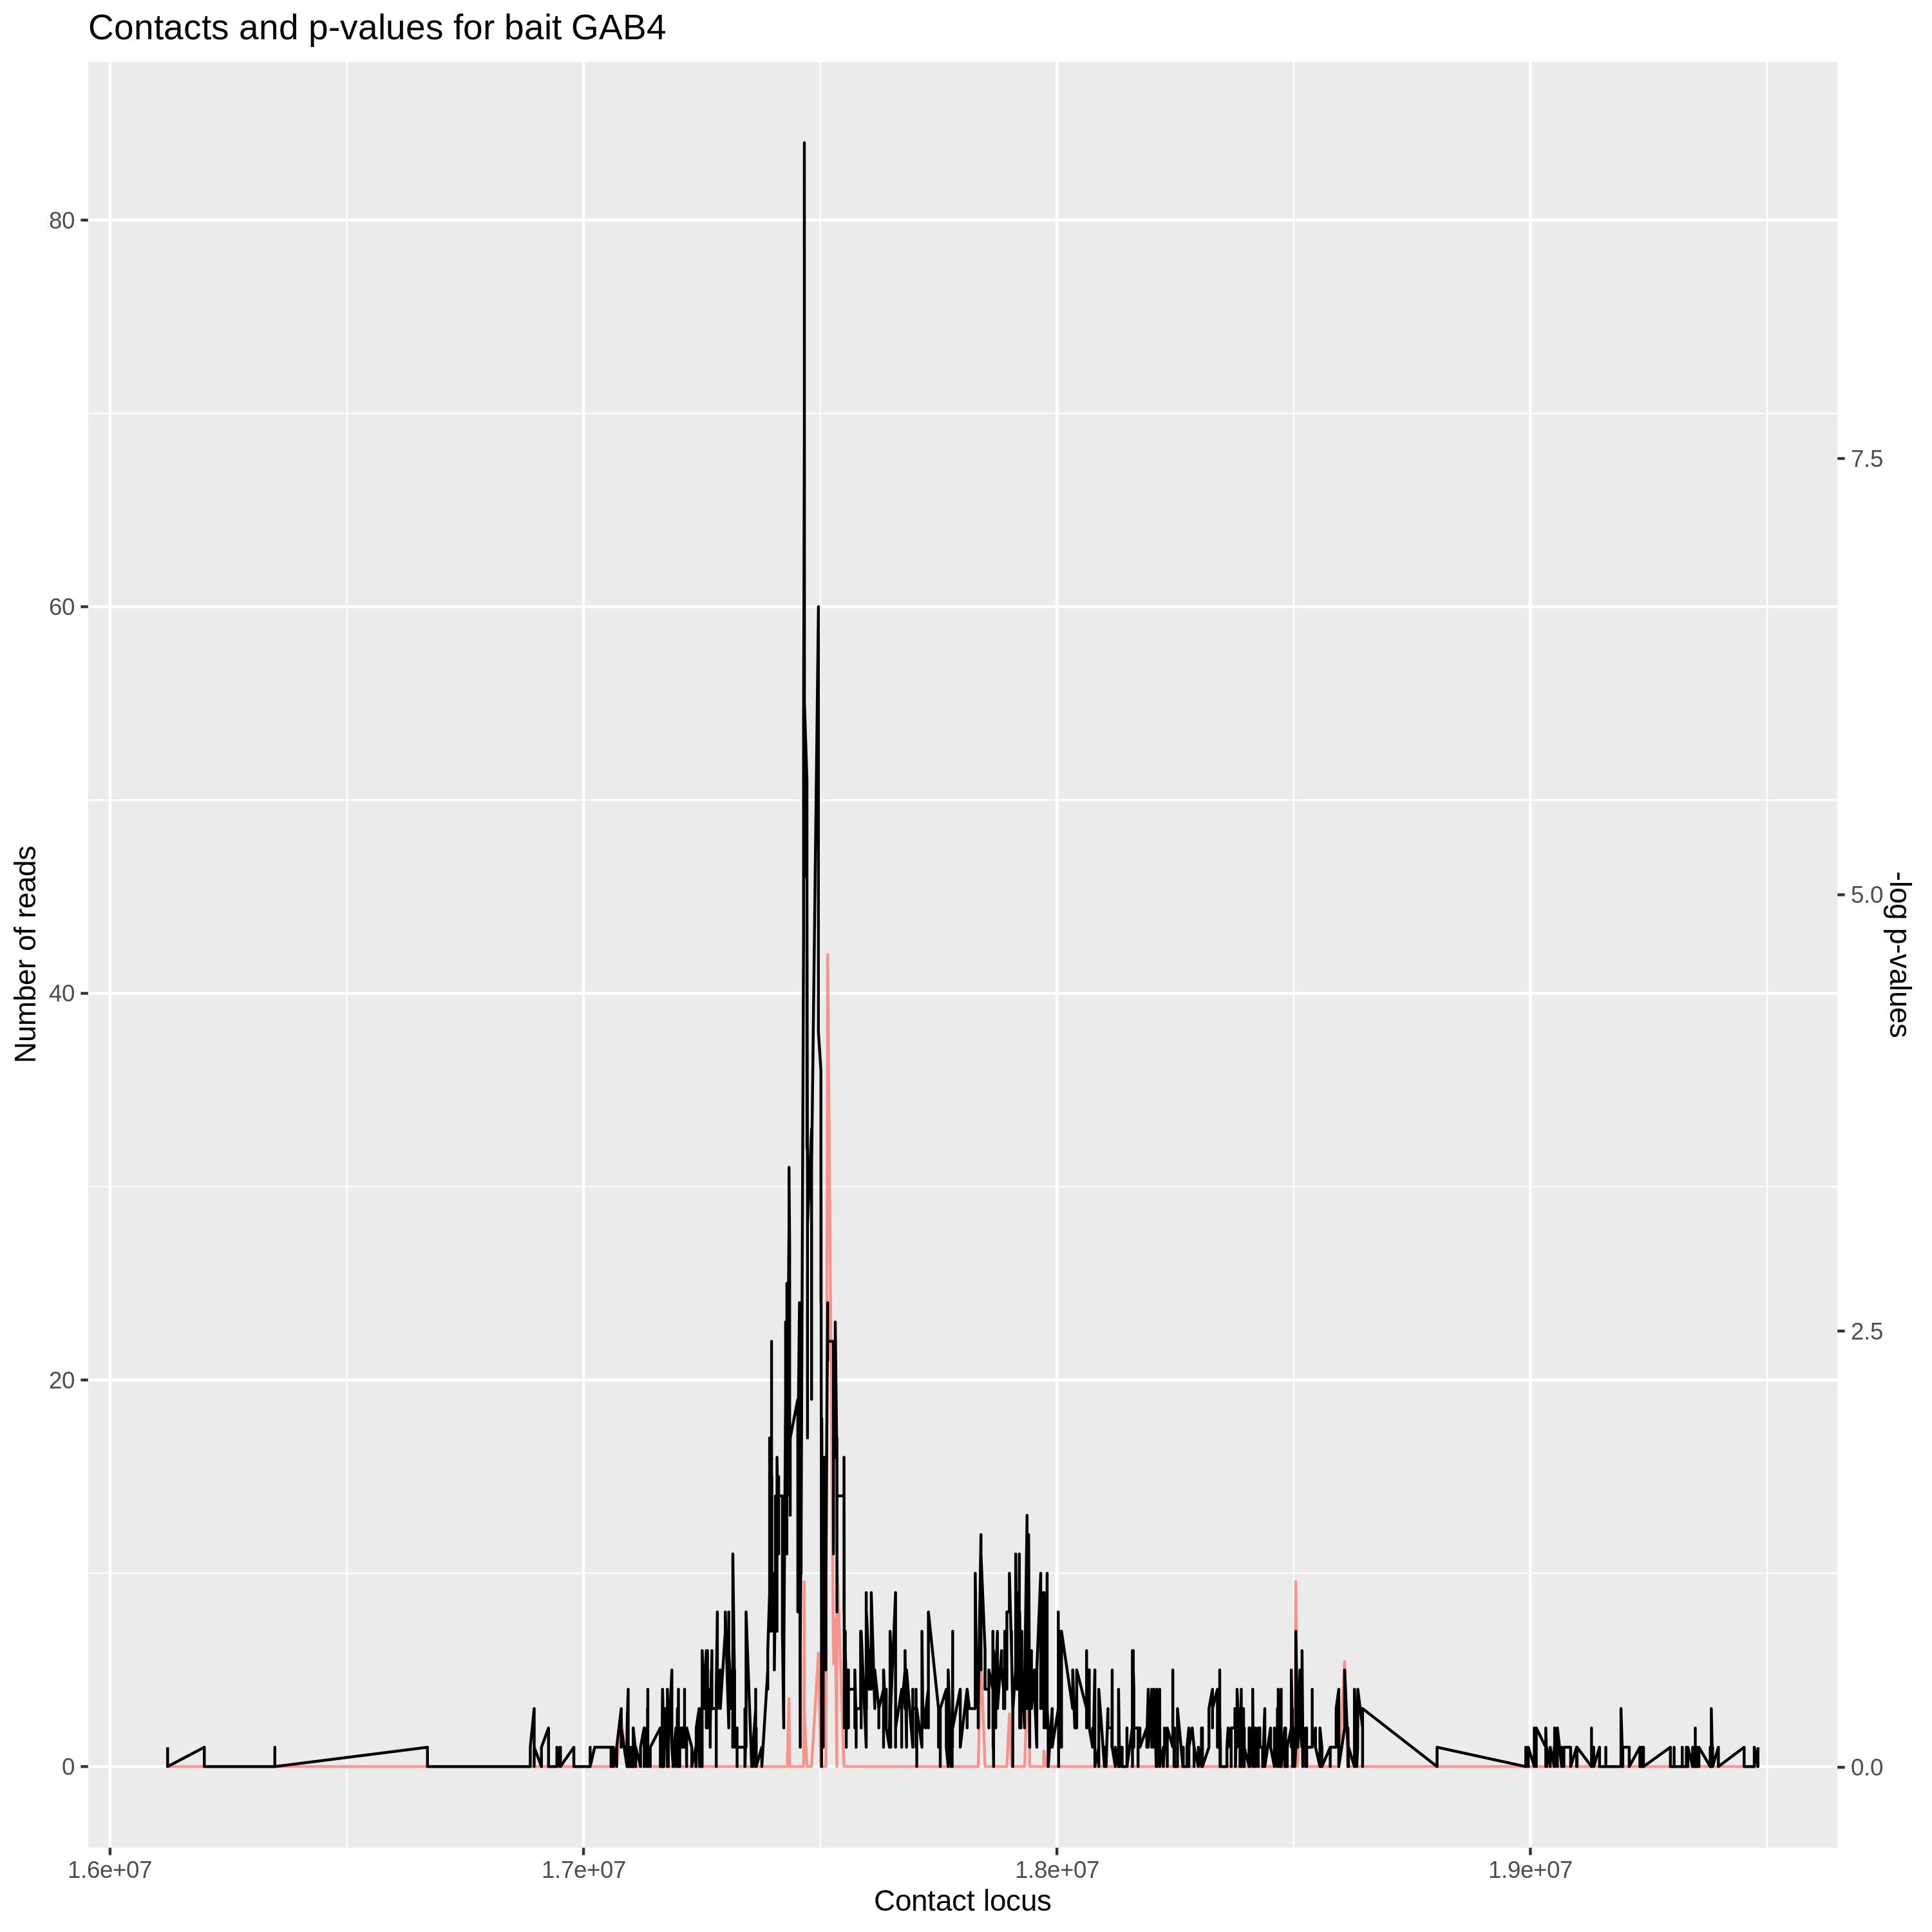 Contacts and p-values for bait GAB4
80
60
40
20
0
Number of reads
7.5
5.0
2.5
0.0
-log p-values
1.6e+07
1.7e+07
1.8e+07
1.9e+07
Contact locus